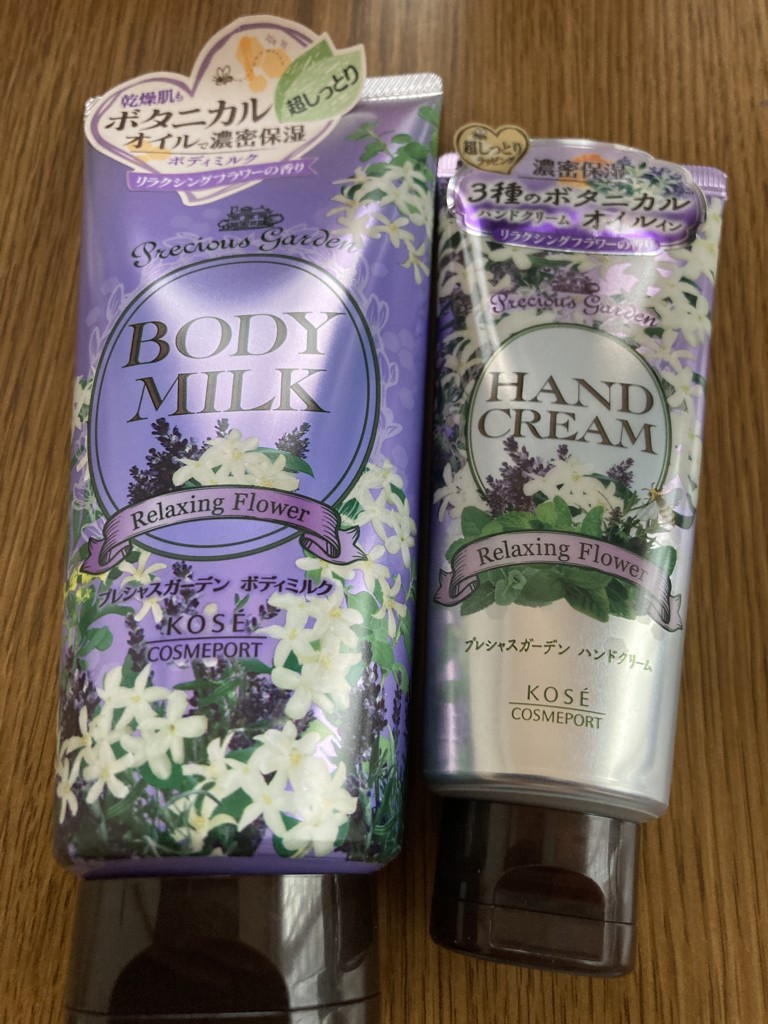 乾燥肌も
ボタニカル
オイルで濃密保湿
ボディミルク
リラクシングフラワーの香り
超しっとり
Precious Garden
BODY
MILK
Relaxing Flower
プレシャスガーデン ボディミルク
KOSÉ
COSMEPORT
超しっとり
ラッピング
濃密保湿
3種のボタニカル
ハンドクリーム オイルイン
リラクシングフラワーの香り
Precious Garden
HAND
CREAM
Relaxing Flower
プレシャスガーデン ハンドクリーム
KOSÉ
COSMEPORT